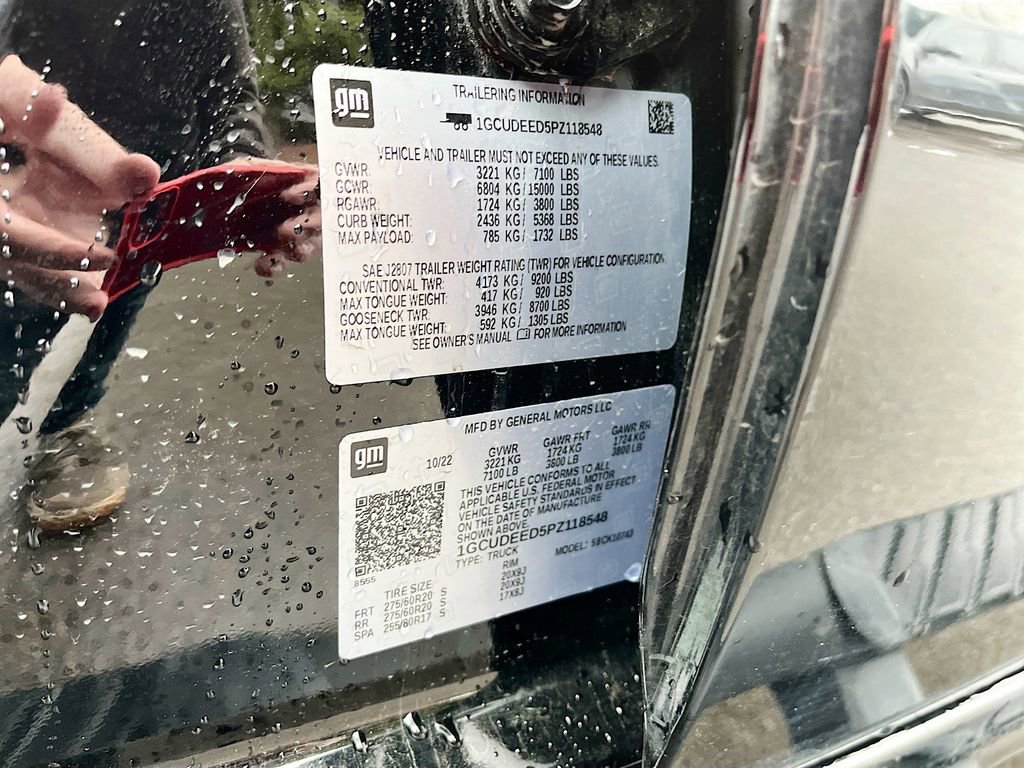 gm
TRAILERING INFORMATION
1GCUDEED5PZ118548
VEHICLE AND TRAILER MUST NOT EXCEED ANY OF THESE VALUES.
GVWR: 3221 KG/ 7100 LBS
GCWR: 6804 KG/ 15000 LBS
RGAWR: 1724 KG/ 3800 LBS
CURB WEIGHT: 2436 KG/ 5368 LBS
MAX PAYLOAD: 785 KG/ 1732 LBS
SAE J2807 TRAILER WEIGHT RATING (TWR) FOR VEHICLE CONFIGURATION
CONVENTIONAL TWR: 4173 KG/ 9200 LBS
MAX TONGUE WEIGHT: 417 KG/ 920 LBS
GOOSENECK TWR: 3946 KG/ 8700 LBS
MAX TONGUE WEIGHT: 592 KG/ 1305 LBS
SEE OWNER'S MANUAL FOR MORE INFORMATION
MFD BY GENERAL MOTORS LLC
gm
10/22
GVWR GAWR FRT GAWR RR
3221 KG 1724 KG 1724 KG
7100 LB 3800 LB 3800 LB
THIS VEHICLE CONFORMS TO ALL
APPLICABLE U.S. FEDERAL MOTOR
VEHICLE SAFETY STANDARDS IN EFFECT
ON THE DATE OF MANUFACTURE
SHOWN ABOVE.
1GCUDEED5PZ118548
TYPE: TRUCK MODEL: 5BCK10743
8555
TIRE SIZE RIM
FRT 275/60R20 S 20X9J
RR 275/60R20 S 20X9J
SPA 255/80R17 S 17X8J